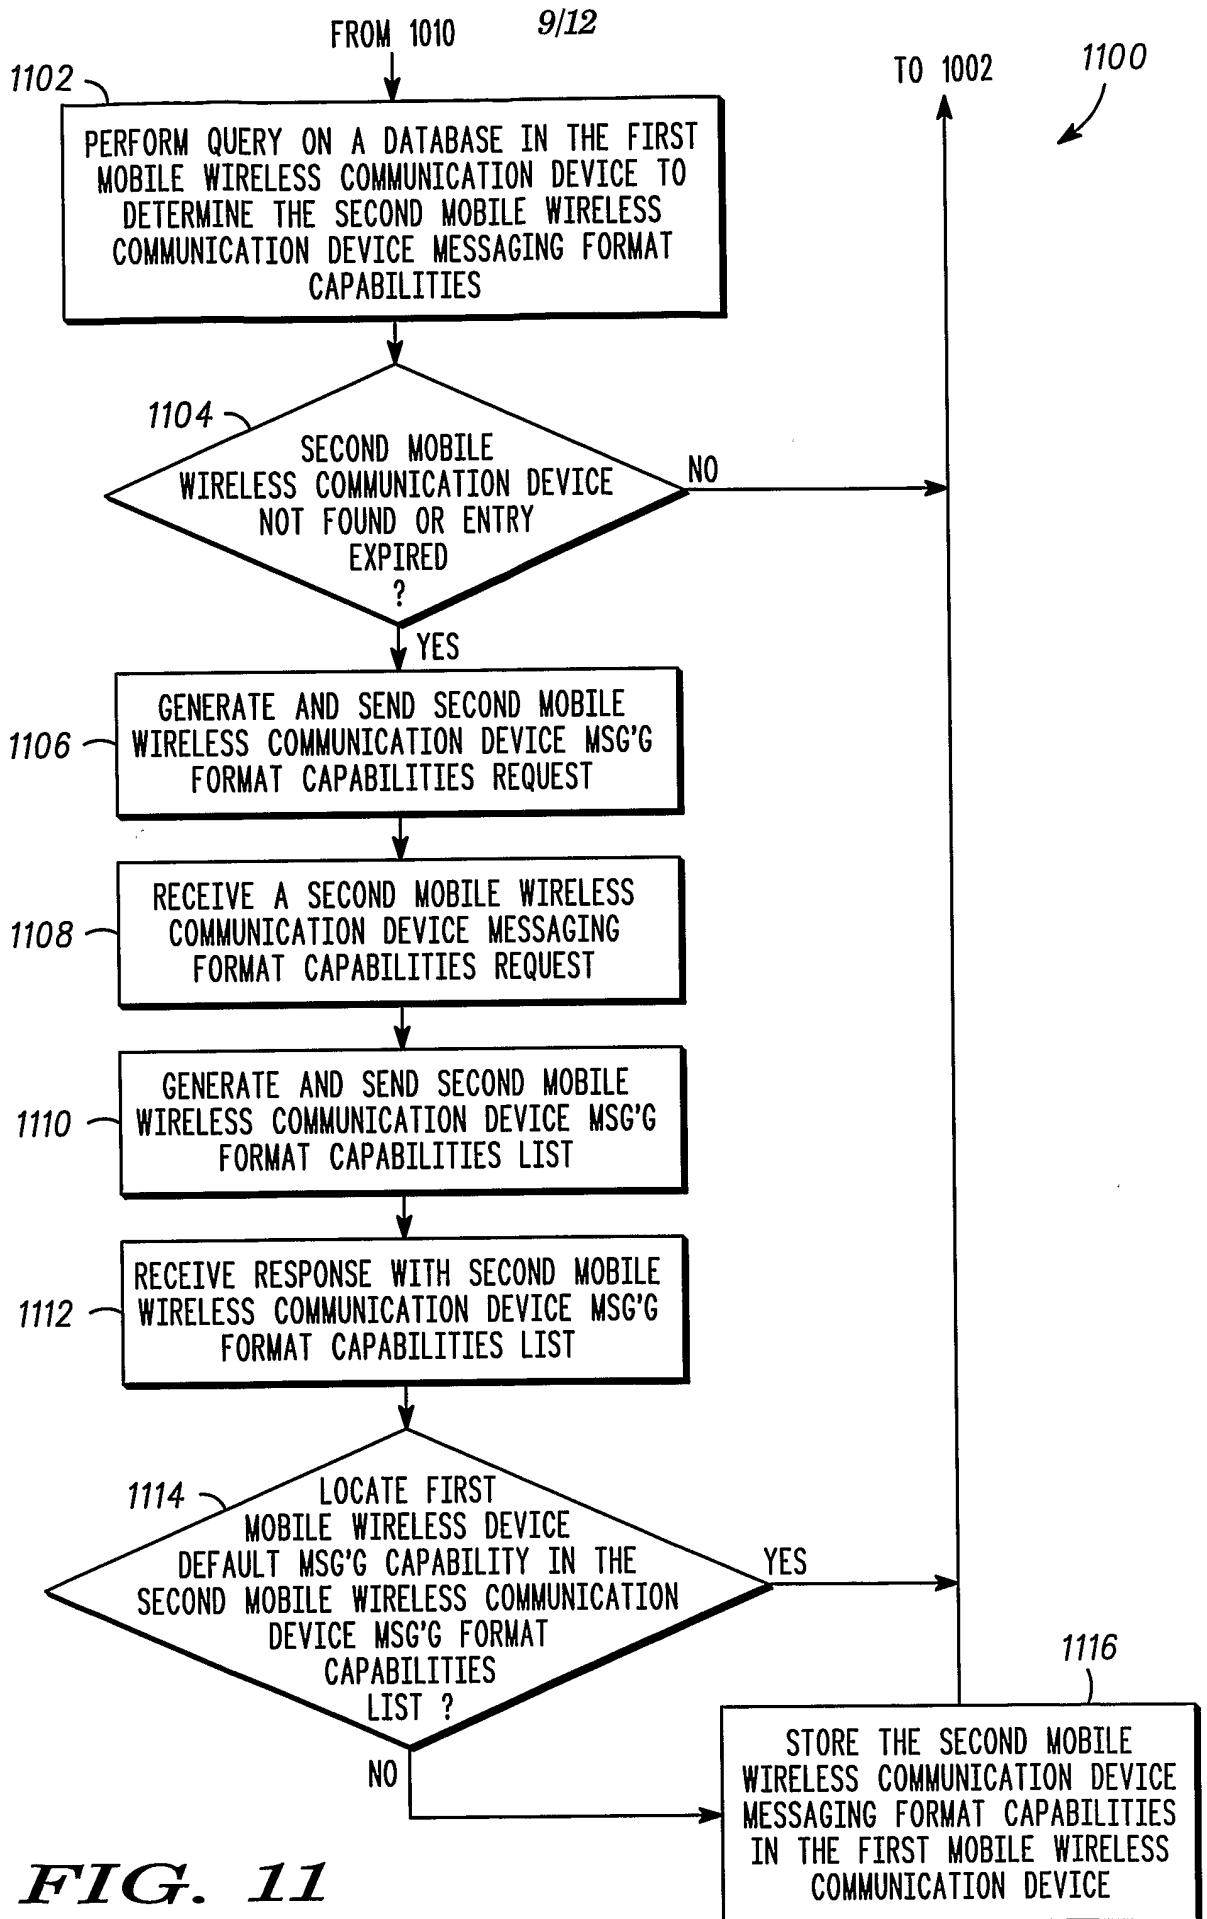 9/12
FROM 1010
TO 1002
1100
1102
PERFORM QUERY ON A DATABASE IN THE FIRST
MOBILE WIRELESS COMMUNICATION DEVICE TO
DETERMINE THE SECOND MOBILE WIRELESS
COMMUNICATION DEVICE MESSAGING FORMAT
CAPABILITIES
1104
SECOND MOBILE
WIRELESS COMMUNICATION DEVICE
NOT FOUND OR ENTRY
EXPIRED
?
NO
YES
1106
GENERATE AND SEND SECOND MOBILE
WIRELESS COMMUNICATION DEVICE MSG'G
FORMAT CAPABILITIES REQUEST
1108
RECEIVE A SECOND MOBILE WIRELESS
COMMUNICATION DEVICE MESSAGING
FORMAT CAPABILITIES REQUEST
1110
GENERATE AND SEND SECOND MOBILE
WIRELESS COMMUNICATION DEVICE MSG'G
FORMAT CAPABILITIES LIST
1112
RECEIVE RESPONSE WITH SECOND MOBILE
WIRELESS COMMUNICATION DEVICE MSG'G
FORMAT CAPABILITIES LIST
1114
LOCATE FIRST
MOBILE WIRELESS DEVICE
DEFAULT MSG'G CAPABILITY IN THE
SECOND MOBILE WIRELESS COMMUNICATION
DEVICE MSG'G FORMAT
CAPABILITIES
LIST ?
YES
NO
1116
STORE THE SECOND MOBILE
WIRELESS COMMUNICATION DEVICE
MESSAGING FORMAT CAPABILITIES
IN THE FIRST MOBILE WIRELESS
COMMUNICATION DEVICE
FIG. 11